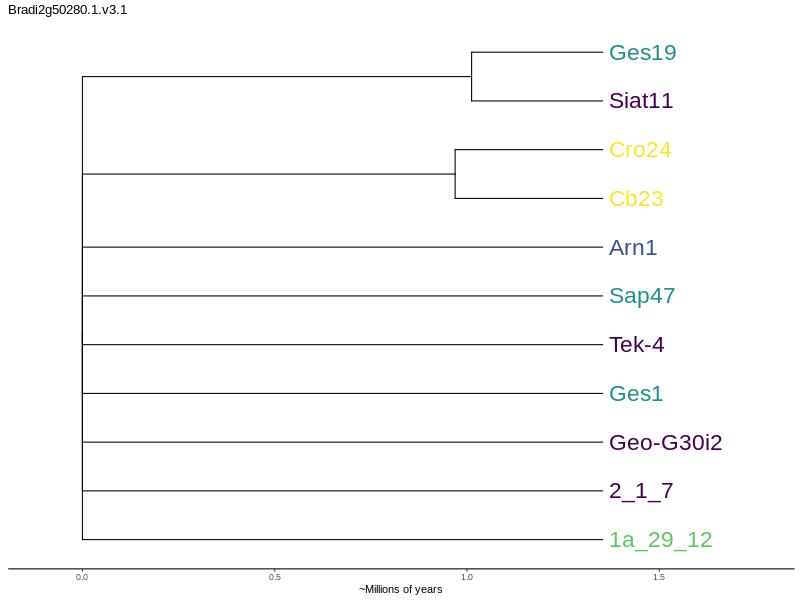 Bradi2g50280.1.v3.1
Ges19
Siat11
Cro24
Cb23
Arn1
Sap47
Tek-4
Ges1
Geo-G30i2
2_1_7
1a_29_12
0.0 0.5 1.0 1.5
~Millions of years